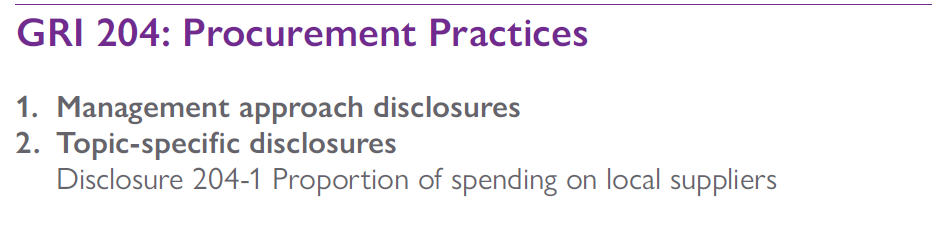 GRI 204: Procurement Practices
1. Management approach disclosures
2. Topic-specific disclosures
Disclosure 204-1 Proportion of spending on local suppliers